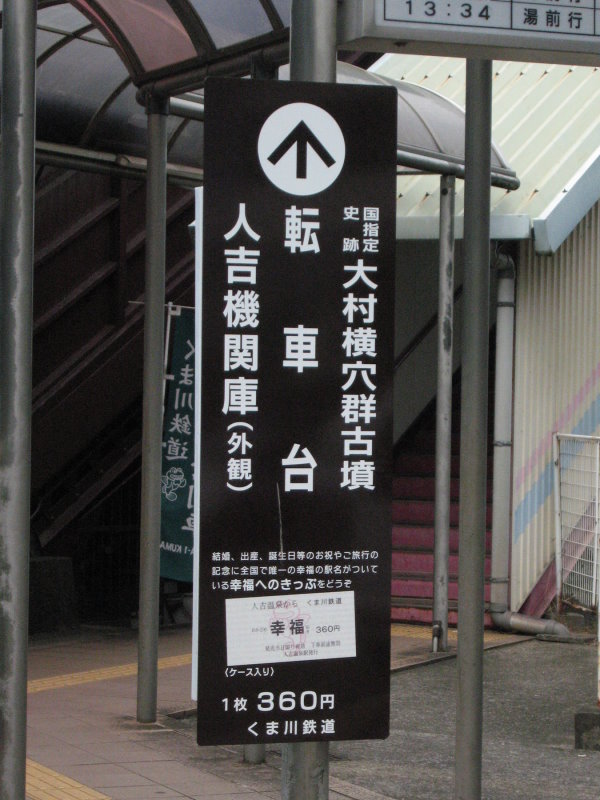 13:34 湯前行
国指定
史跡
大村横穴群古墳
転車台
人吉機関庫(外観)
結婚、出産、誕生日等のお祝やご旅行の
記念に全国で唯一の幸福の駅名がついて
いる幸福へのきっぷをどうぞ
人吉温泉から くま川鉄道
幸福 360円
(ケース入り)
1枚 360円
くま川鉄道
くま川鉄道